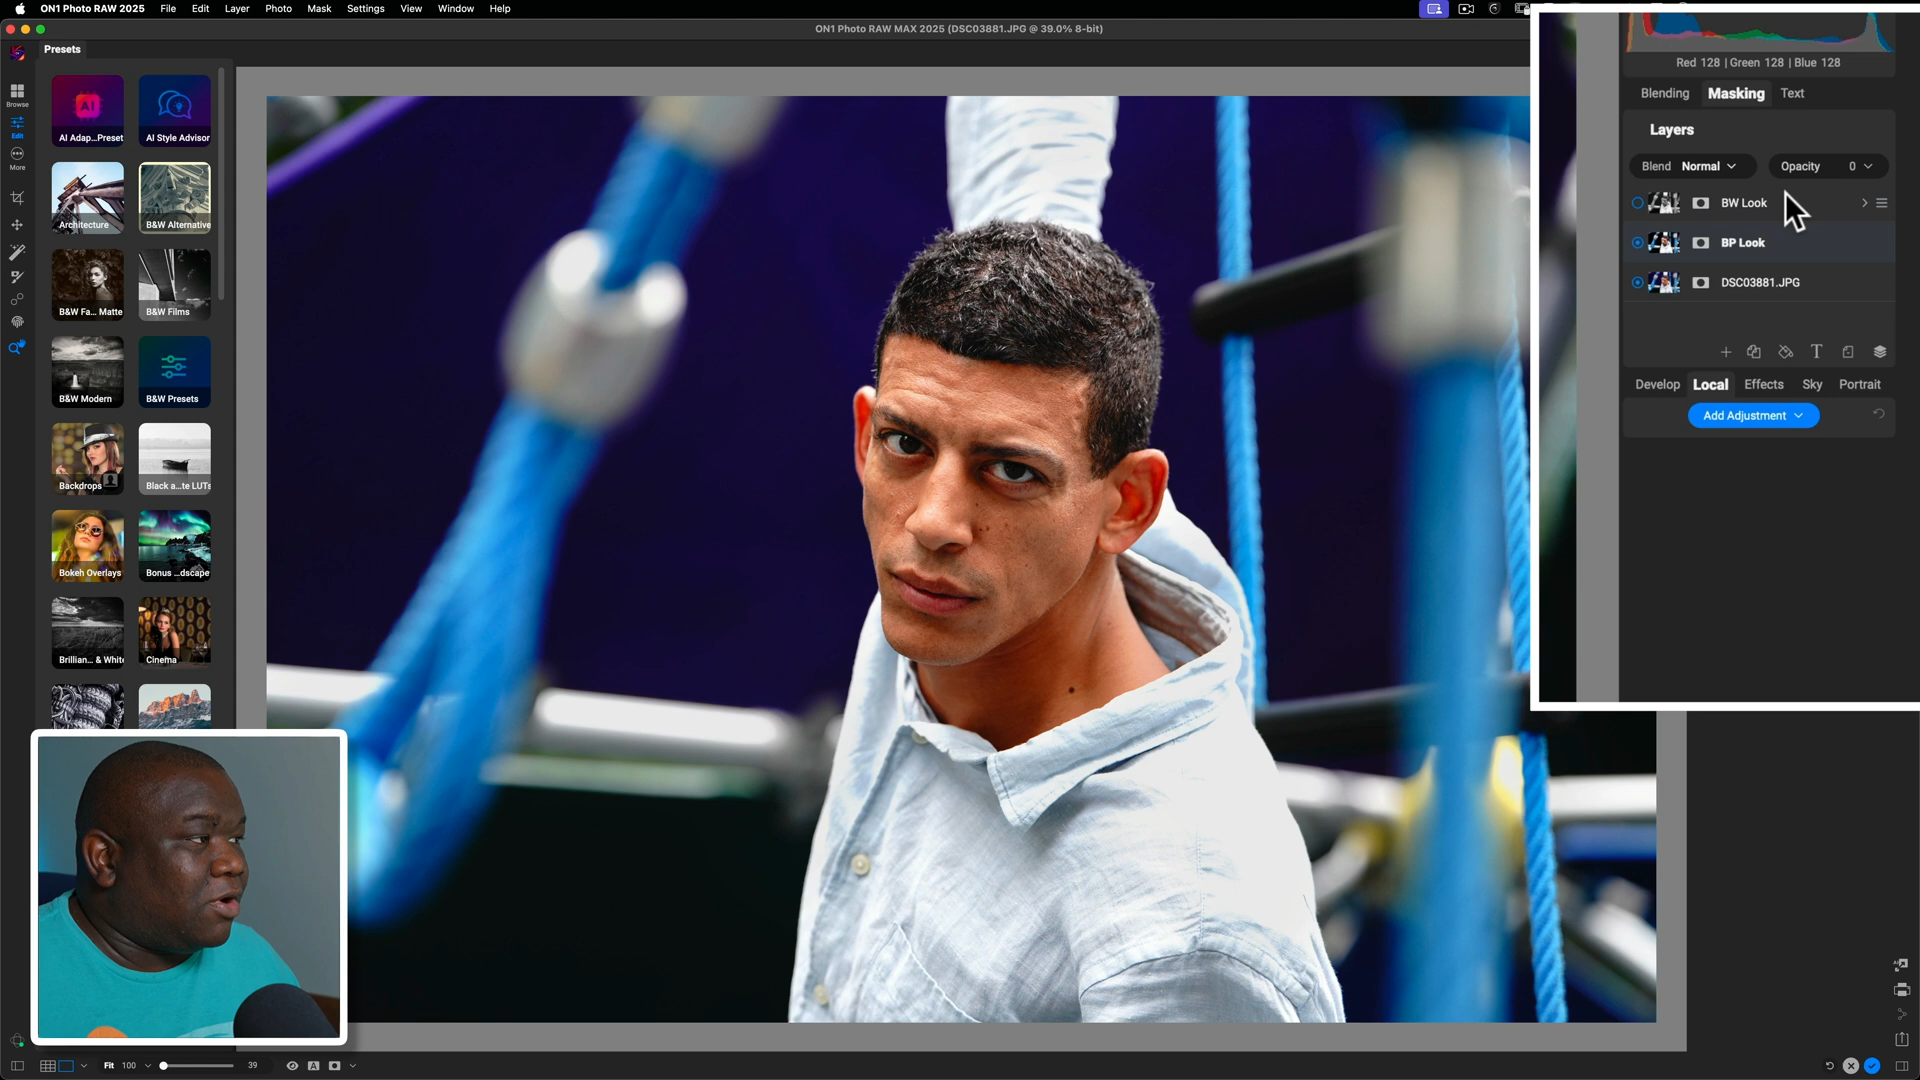 ON1 Photo RAW 2025 File Edit Layer Photo Mask Settings View Window Help
ON1 Photo RAW MAX 2025 (DSC03881.JPG @ 39.0% 8-bit)
Presets
Browse
Edit
More
AI Adap...Preset
AI Style Advisor
Architecture
B&W Alternative
B&W Fa... Matte
B&W Films
B&W Modern
B&W Presets
Backdrops
Black a...te LUTs
Bokeh Overlays
Bonus ...dscape
Brillian... & White
Cinema
Red 128 | Green 128 | Blue 128
Blending Masking Text
Layers
Blend Normal Opacity 0
BW Look
BP Look
DSC03881.JPG
Develop Local Effects Sky Portrait
Add Adjustment
Fit 100 39